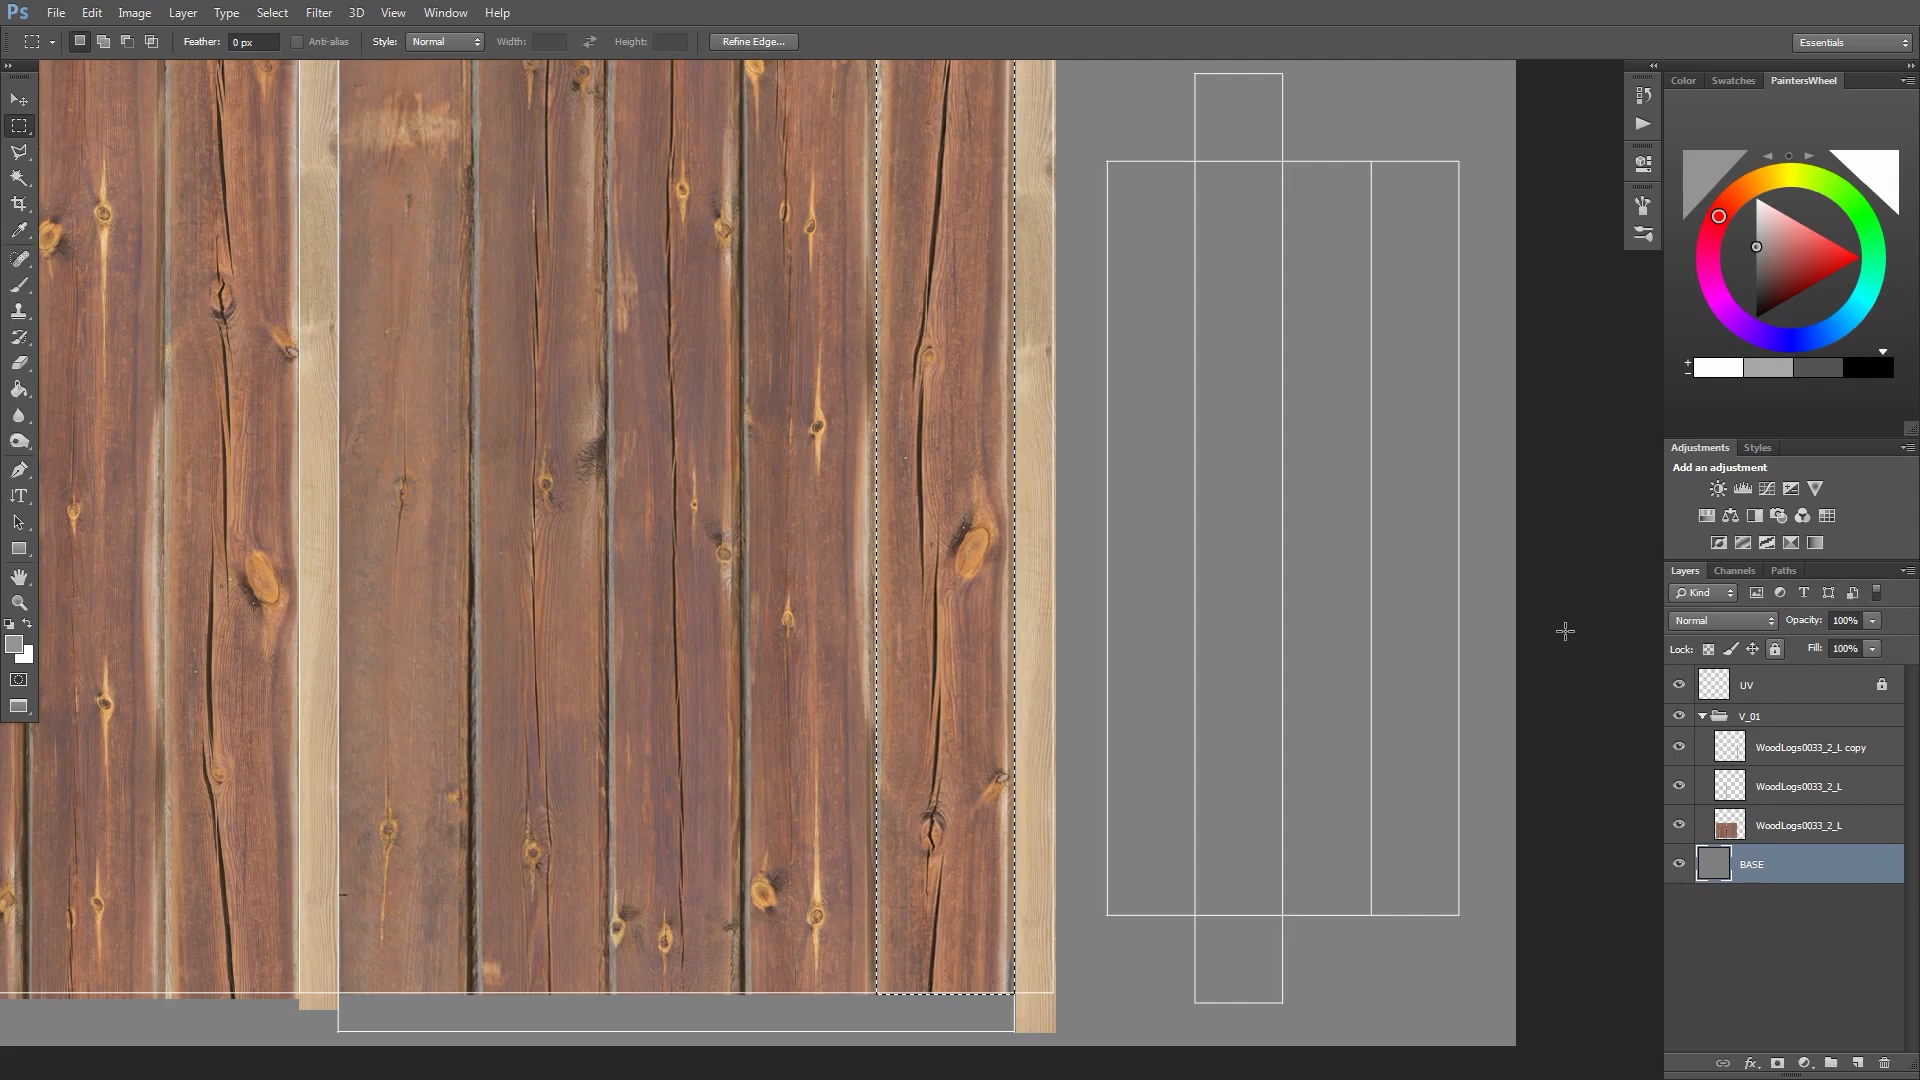 Ps File Edit Image Layer Type Select Filter 3D View Window Help
Feather: 0 px Anti-alias Style: Normal Width: Height: Refine Edge... Essentials
Color Swatches PaintersWheel
Adjustments Styles
Add an adjustment
Layers Channels Paths
Kind
Normal Opacity: 100%
Lock: Fill: 100%
UV
V_01
WoodLogs0033_2_L copy
WoodLogs0033_2_L
WoodLogs0033_2_L
BASE
fx